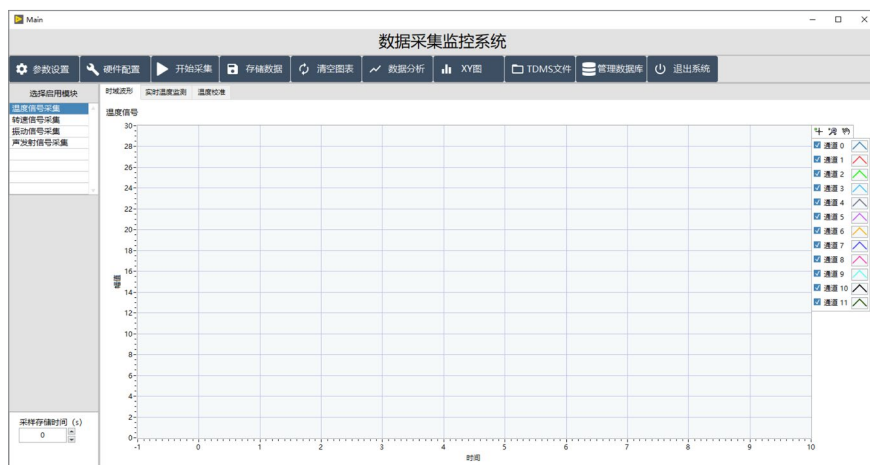 Main
数据采集监控系统
参数设置 硬件配置 开始采集 存储数据 清空图表 数据分析 XY图 TDMS文件 管理数据库 退出系统
选择启用模块
温度信号采集
转速信号采集
振动信号采集
声发射信号采集
采样存储时间（s）
0
时域波形 实时温度监测 温度校准
温度信号
幅值
30
28
26
24
22
20
18
16
14
12
10
8
6
4
2
0
-1 0 1 2 3 4 5 6 7 8 9 10
时间
通道 0
通道 1
通道 2
通道 3
通道 4
通道 5
通道 6
通道 7
通道 8
通道 9
通道 10
通道 11